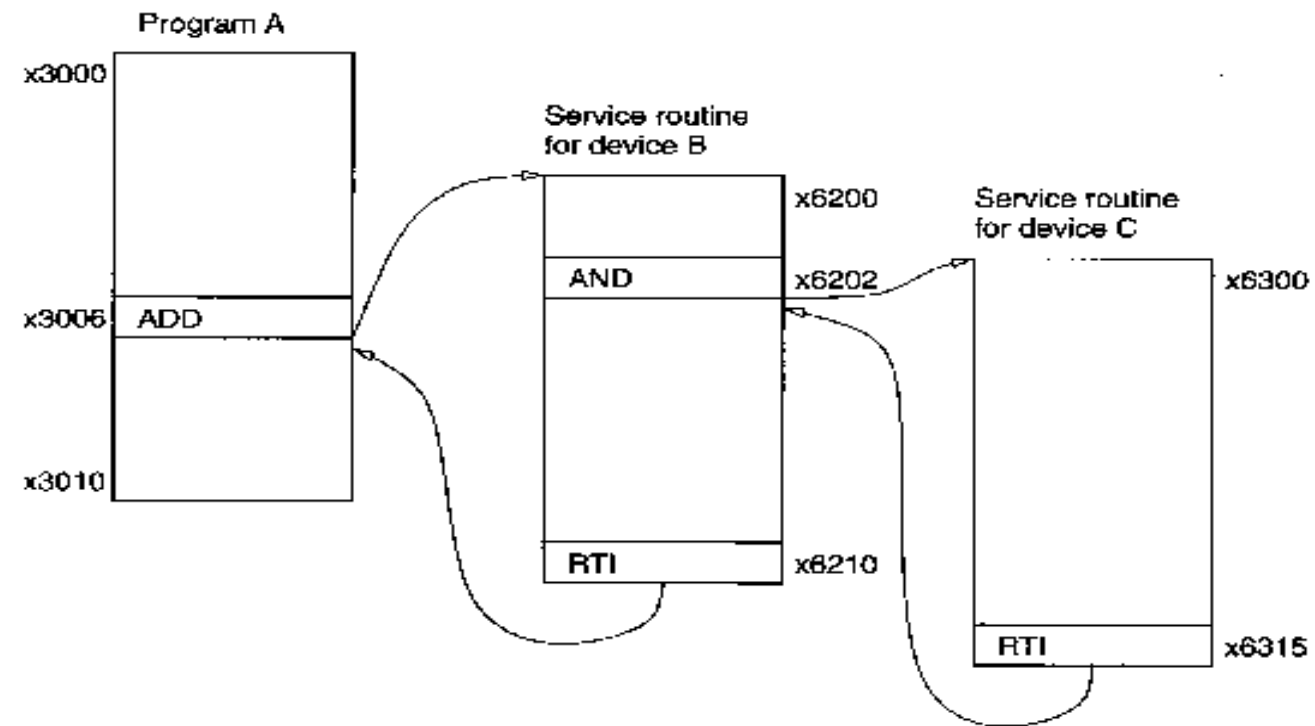 Program A
x3000
x3006
ADD
x3010
Service routine
for device B
x6200
AND
x6202
RTI
x6210
Service routine
for device C
x6300
RTI
x6315